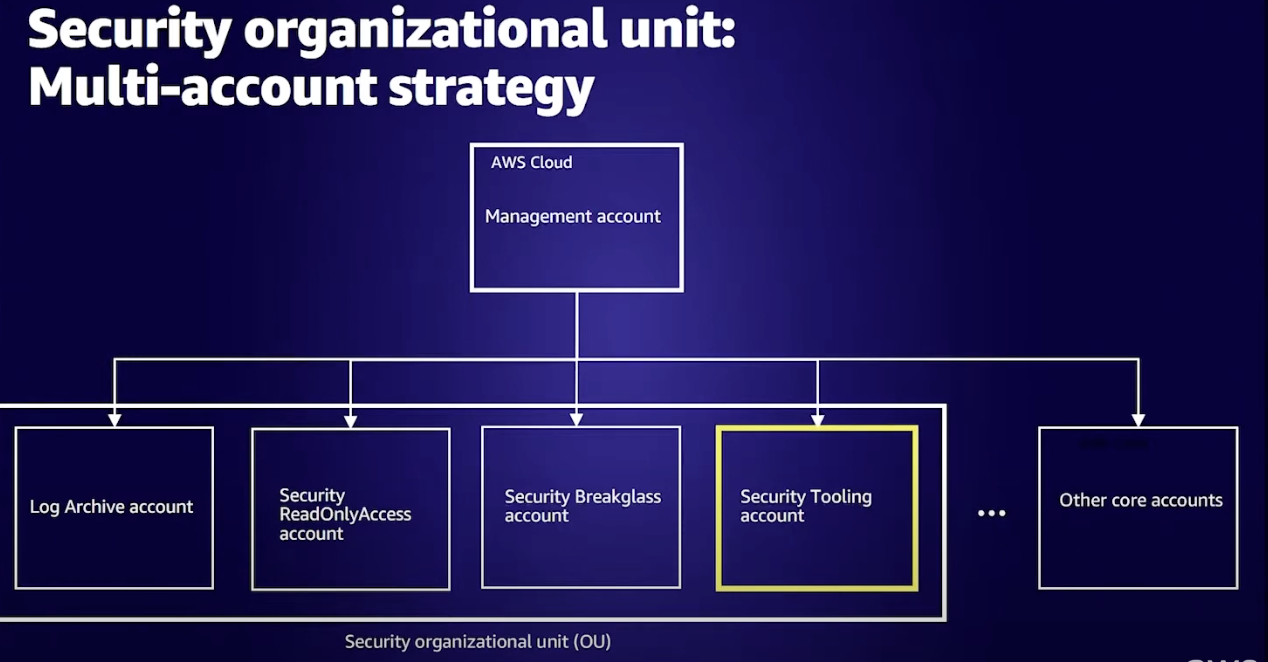 Security organizational unit:
Multi-account strategy
AWS Cloud
Management account
Log Archive account
Security
ReadOnlyAccess
account
Security Breakglass
account
Security Tooling
account
...
Other core accounts
Security organizational unit (OU)